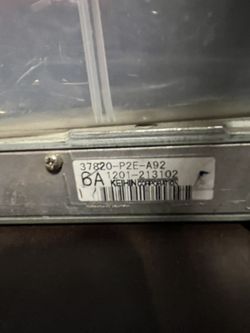 37820-P2E-A92
6A 1201-213102
KEIHIN CORPORATION